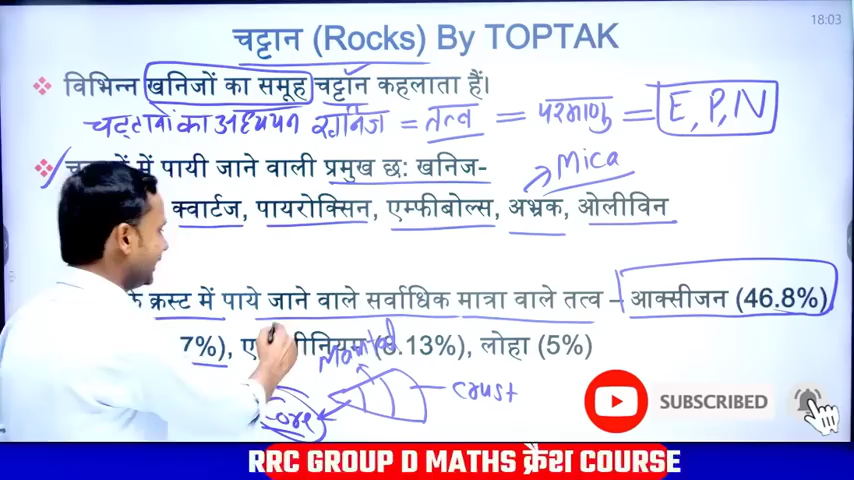 18:03
चट्टान (Rocks) By TOPTAK
विभिन्न खनिजों का समूह चट्टान कहलाता हैं।
चट्टानों का अध्ययन खनिज = तत्व = परमाणु = E, P, N
में पायी जाने वाली प्रमुख छ: खनिज-
Mica
क्वार्टज, पायरोक्सिन, एम्फीबोल्स, अभ्रक, ओलीविन
क्रस्ट में पाये जाने वाले सर्वाधिक मात्रा वाले तत्व – आक्सीजन (46.8%)
7%), .13%), लोहा (5%)
crust
SUBSCRIBED
RRC GROUP D MATHS क्रैश COURSE